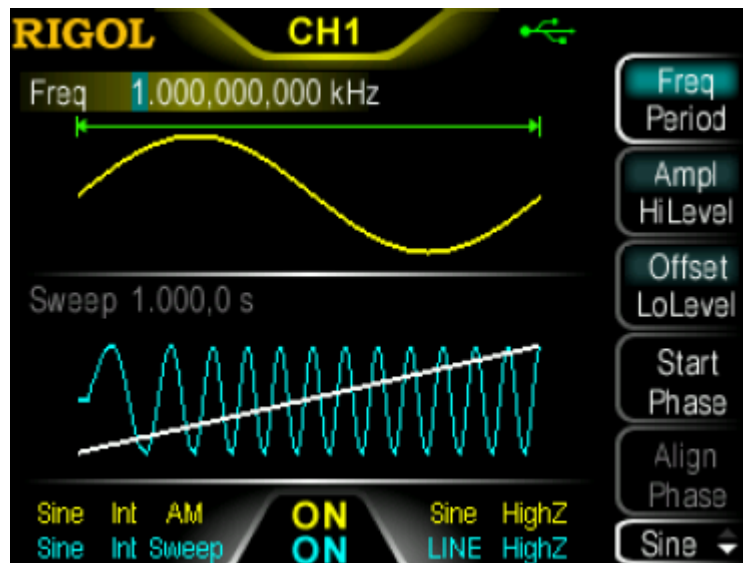 RIGOL CH1
Freq 1.000,000,000 kHz
Sweep 1.000,0 s
Sine Int AM ON Sine HighZ
Sine Int Sweep ON LINE HighZ
Freq
Period
Ampl
HiLevel
Offset
LoLevel
Start
Phase
Align
Phase
Sine